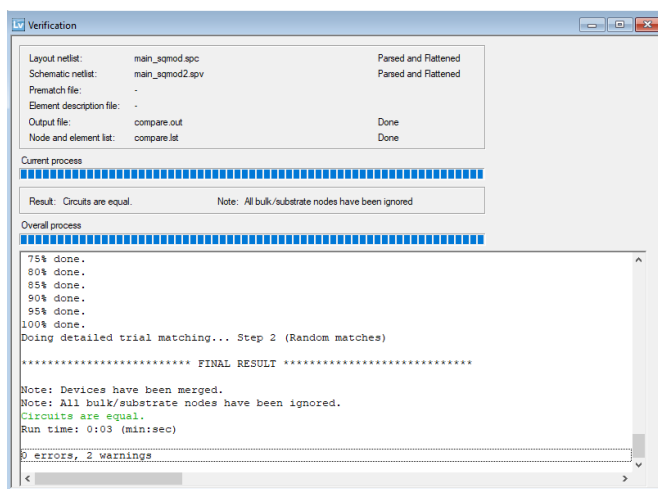 Lv Verification
Layout netlist: main_sqmod.spc Parsed and Flattened
Schematic netlist: main_sqmod2.spv Parsed and Flattened
Prematch file: -
Element description file: -
Output file: compare.out Done
Node and element list: compare.lst Done
Current process
Result: Circuits are equal. Note: All bulk/substrate nodes have been ignored
Overall process
75% done.
80% done.
85% done.
90% done.
95% done.
100% done.
Doing detailed trial matching... Step 2 (Random matches)
************************** FINAL RESULT *****************************
Note: Devices have been merged.
Note: All bulk/substrate nodes have been ignored.
Circuits are equal.
Run time: 0:03 (min:sec)
0 errors, 2 warnings